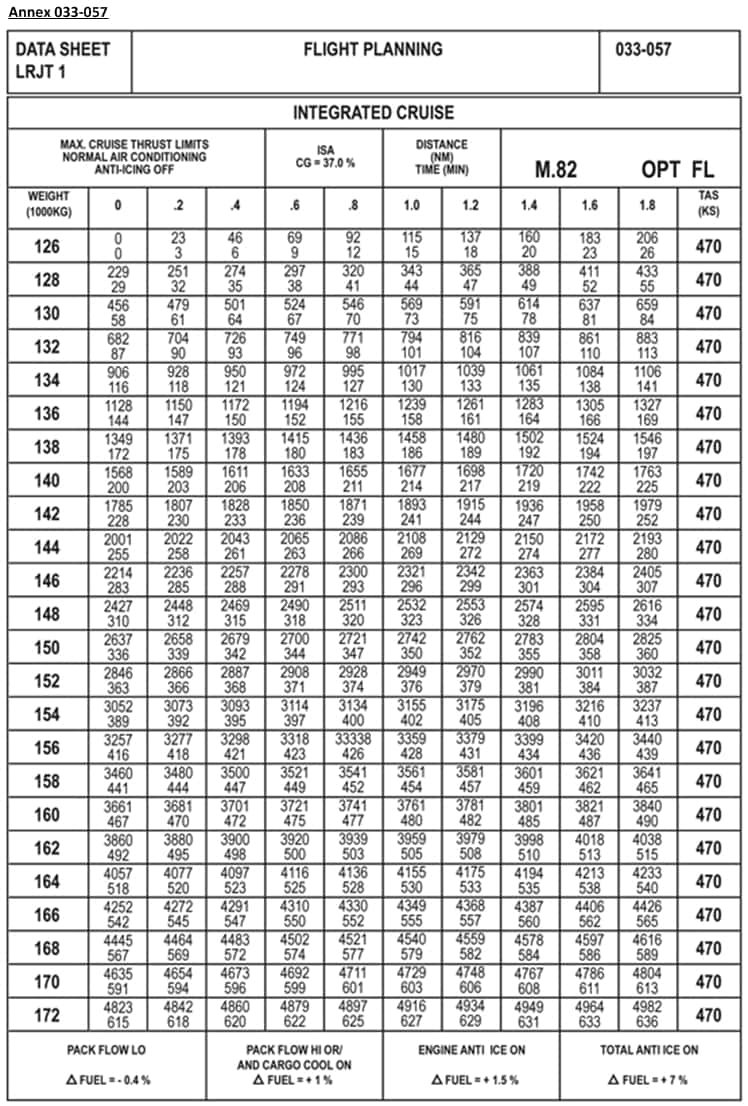 Annex 033-057
DATA SHEET FLIGHT PLANNING 033-057
LRJT 1
INTEGRATED CRUISE
MAX. CRUISE THRUST LIMITS
NORMAL AIR CONDITIONING
ANTI-ICING OFF
ISA
CG = 37.0 %
DISTANCE
(NM)
TIME (MIN)
M.82 OPT FL
WEIGHT
(1000KG)
0 .2 .4 .6 .8 1.0 1.2 1.4 1.6 1.8
TAS
(KS)
126 0 23 46 69 92 115 137 160 183 206 470
0 3 6 9 12 15 18 20 23 26
128 229 251 274 297 320 343 365 388 411 433 470
29 32 35 38 41 44 47 49 52 55
130 456 479 501 524 546 569 591 614 637 659 470
58 61 64 67 70 73 75 78 81 84
132 682 704 726 749 771 794 816 839 861 883 470
87 90 93 96 98 101 104 107 110 113
134 906 928 950 972 995 1017 1039 1061 1084 1106 470
116 118 121 124 127 130 133 135 138 141
136 1128 1150 1172 1194 1216 1239 1261 1283 1305 1327 470
144 147 150 152 155 158 161 164 166 169
138 1349 1371 1393 1415 1436 1458 1480 1502 1524 1546 470
172 175 178 180 183 186 189 192 194 197
140 1568 1589 1611 1633 1655 1677 1698 1720 1742 1763 470
200 203 206 208 211 214 217 219 222 225
142 1785 1807 1828 1850 1871 1893 1915 1936 1958 1979 470
228 230 233 236 239 241 244 247 250 252
144 2001 2022 2043 2065 2086 2108 2129 2150 2172 2193 470
255 258 261 263 266 269 272 274 277 280
146 2214 2236 2257 2278 2300 2321 2342 2363 2384 2405 470
283 285 288 291 293 296 299 301 304 307
148 2427 2448 2469 2490 2511 2532 2553 2574 2595 2616 470
310 312 315 318 320 323 326 328 331 334
150 2637 2658 2679 2700 2721 2742 2762 2783 2804 2825 470
336 339 342 344 347 350 352 355 358 360
152 2846 2866 2887 2908 2928 2949 2970 2990 3011 3032 470
363 366 368 371 374 376 379 381 384 387
154 3052 3073 3093 3114 3134 3155 3175 3196 3216 3237 470
389 392 395 397 400 402 405 408 410 413
156 3257 3277 3298 3318 33338 3359 3379 3399 3420 3440 470
416 418 421 423 426 428 431 434 436 439
158 3460 3480 3500 3521 3541 3561 3581 3601 3621 3641 470
441 444 447 449 452 454 457 459 462 465
160 3661 3681 3701 3721 3741 3761 3781 3801 3821 3840 470
467 470 472 475 477 480 482 485 487 490
162 3860 3880 3900 3920 3939 3959 3979 3998 4018 4038 470
492 495 498 500 503 505 508 510 513 515
164 4057 4077 4097 4116 4136 4155 4175 4194 4213 4233 470
518 520 523 525 528 530 533 535 538 540
166 4252 4272 4291 4310 4330 4349 4368 4387 4406 4426 470
542 545 547 550 552 555 557 560 562 565
168 4445 4464 4483 4502 4521 4540 4559 4578 4597 4616 470
567 569 572 574 577 579 582 584 586 589
170 4635 4654 4673 4692 4711 4729 4748 4767 4786 4804 470
591 594 596 599 601 603 606 608 611 613
172 4823 4842 4860 4879 4897 4916 4934 4949 4964 4982 470
615 618 620 622 625 627 629 631 633 636
PACK FLOW LO
Δ FUEL = - 0.4 %
PACK FLOW HI OR/
AND CARGO COOL ON
Δ FUEL = + 1 %
ENGINE ANTI ICE ON
Δ FUEL = + 1.5 %
TOTAL ANTI ICE ON
Δ FUEL = + 7 %